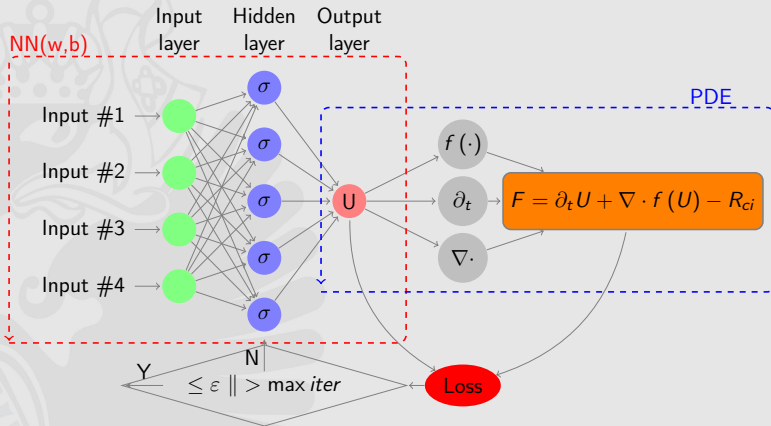 Input
layer
Hidden
layer
Output
layer
NN(w,b)
PDE
Input #1
Input #2
Input #3
Input #4
σ
σ
σ
σ
σ
U
f (·)
∂t
∇·
F = ∂tU + ∇ · f (U) − Rci
N
Y
≤ ε ∥ > max iter
Loss